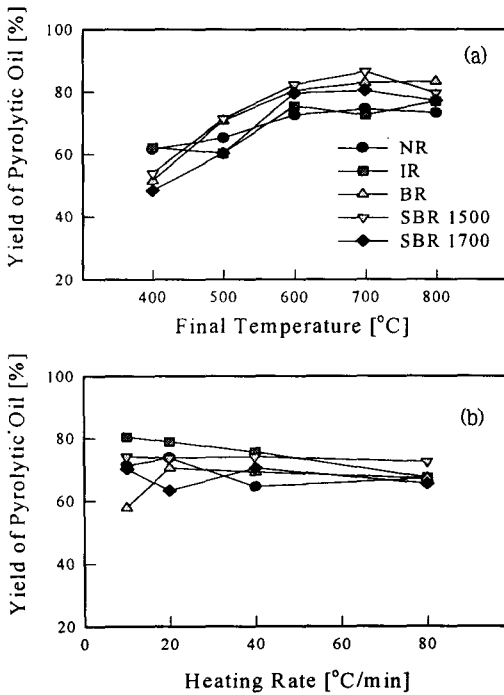 Yield of Pyrolytic Oil [%]
100
80
60
40
20
(a)
NR
IR
BR
SBR 1500
SBR 1700
400 500 600 700 800
Final Temperature [°C]
Yield of Pyrolytic Oil [%]
100
80
60
40
20
(b)
0 20 40 60 80
Heating Rate [°C/min]